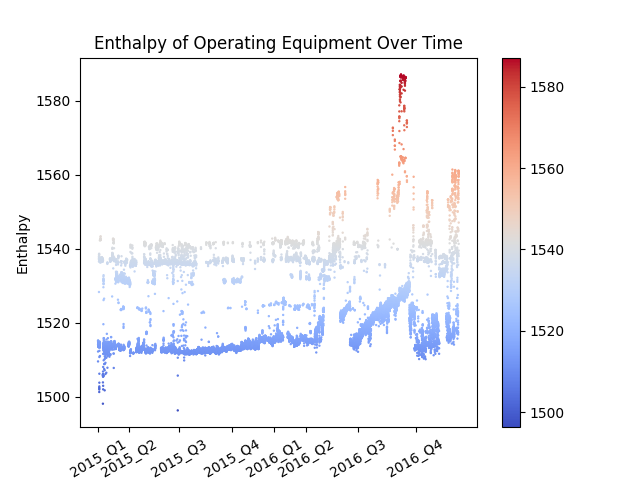 Enthalpy of Operating Equipment Over Time
Enthalpy
1580
1560
1540
1520
1500
2015_Q1
2015_Q2
2015_Q3
2015_Q4
2016_Q1
2016_Q2
2016_Q3
2016_Q4
1580
1560
1540
1520
1500